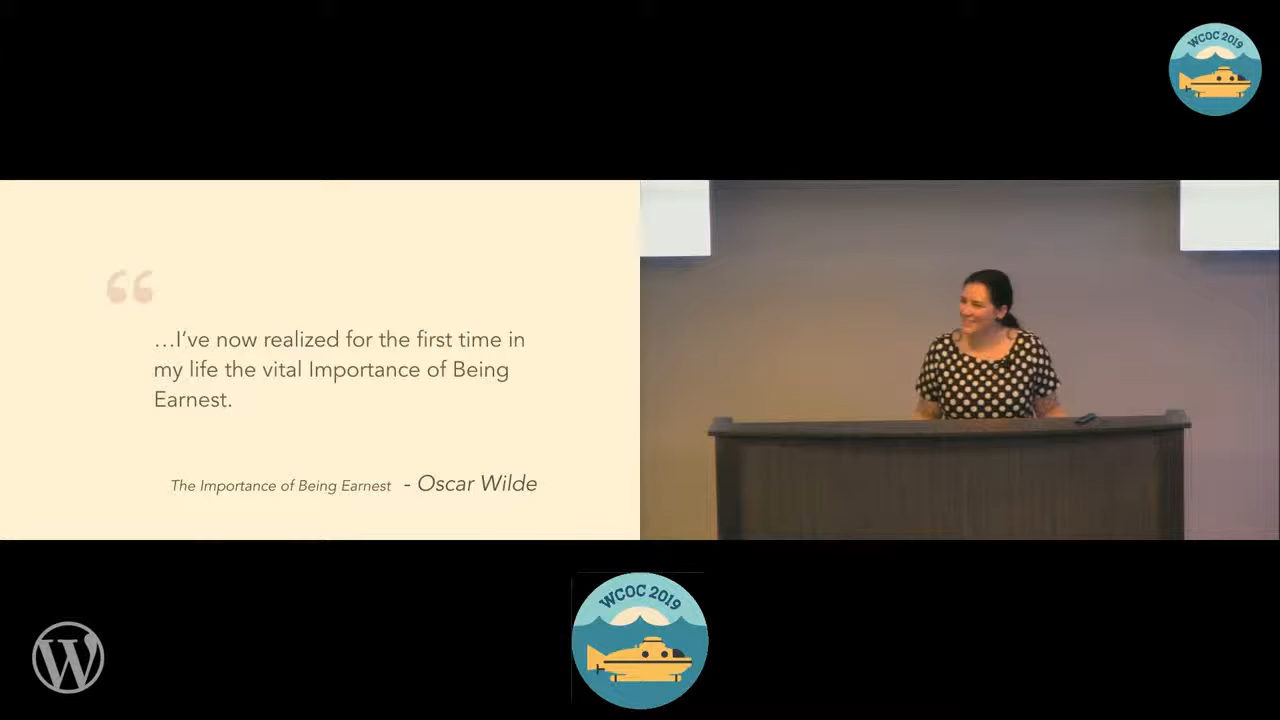 WCOC 2019
“
…I’ve now realized for the first time in
my life the vital Importance of Being
Earnest.
The Importance of Being Earnest - Oscar Wilde
WCOC 2019